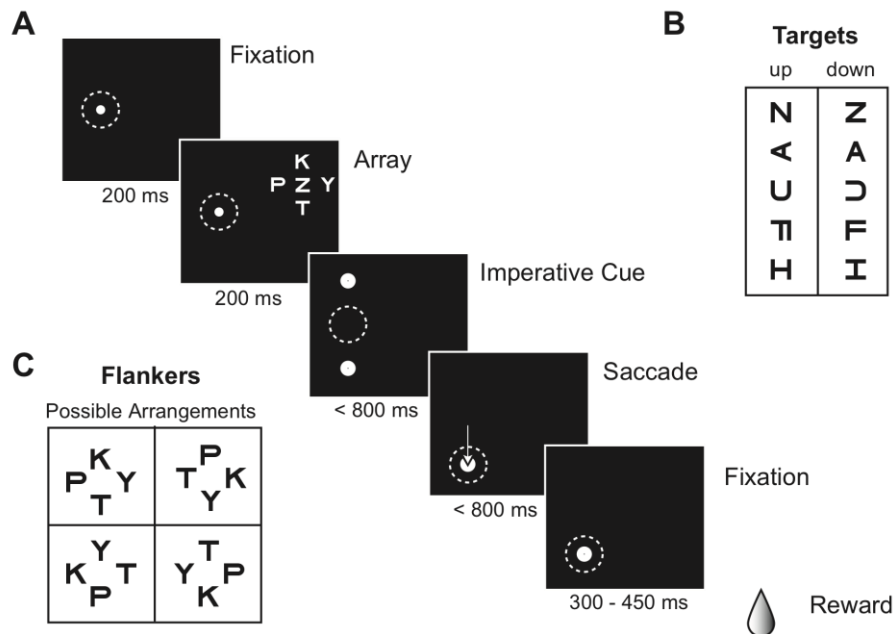 A
Fixation
200 ms
K
P Z Y
T
Array
200 ms
Imperative Cue
< 800 ms
Saccade
< 800 ms
Fixation
300 - 450 ms
Reward
B
Targets
up down
N Z
A A
U U
F F
H H
C
Flankers
Possible Arrangements
K P
P Y T K
T Y
Y T
K T Y P
P K